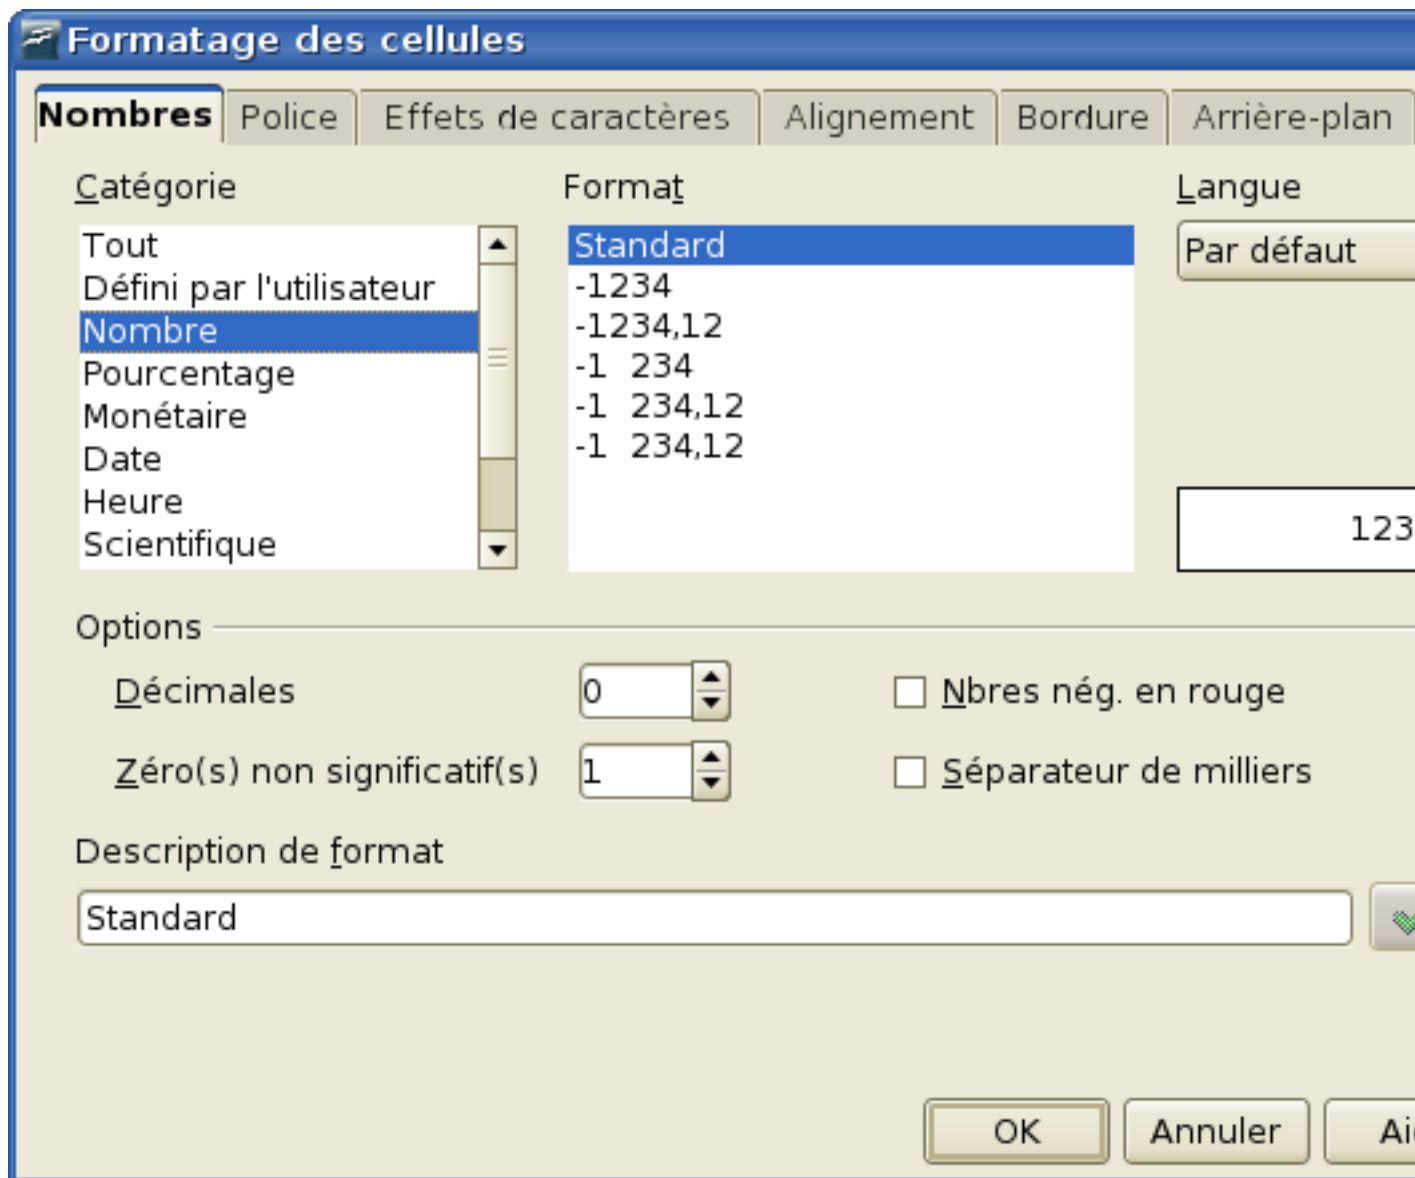 Formatage des cellules
Nombres Police Effets de caractères Alignement Bordure Arrière-plan
Catégorie Format Langue
Tout
Défini par l'utilisateur
Nombre
Pourcentage
Monétaire
Date
Heure
Scientifique
Standard
-1234
-1234,12
-1 234
-1 234,12
-1 234,12
Par défaut
123
Options
Décimales 0 Nbres nég. en rouge
Zéro(s) non significatif(s) 1 Séparateur de milliers
Description de format
Standard
OK Annuler